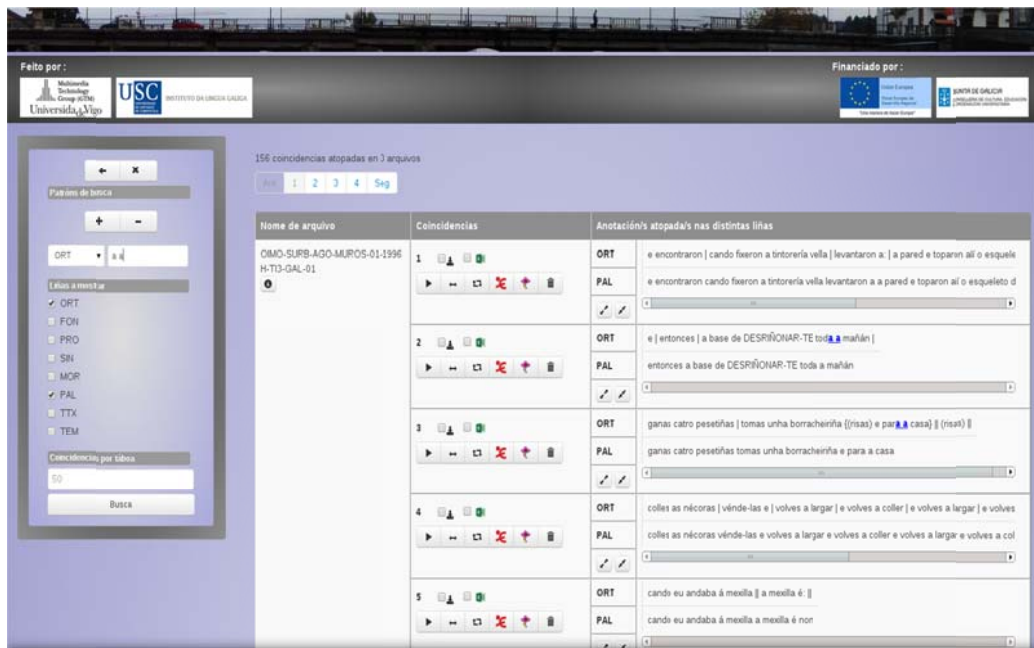 Feito por :
Financiado por :
Multimedia
Technology
Group (GTM)
Universida de Vigo
USC
INSTITUTO DA LINGUA GALEGA
Unión Europea
XUNTA DE GALICIA
156 coincidencias atopadas en 3 arquivos
Ant 1 2 3 4 Seg
Patróns de busca
ORT a a
Liñas a mostrar
ORT
FON
PRO
SIN
MOR
PAL
TTX
TEM
Coincidencias por táboa
50
Busca
Nome de arquivo Coincidencias Anotación/s atopada/s nas distintas liñas
OIMO-SURB-AGO-MUROS-01-1996
H-TI3-GAL-01
1
ORT e encontraron | cando fixeron a tintorería vella | levantaron a: | a pared e toparon alí o esquele
PAL e encontraron cando fixeron a tintorería vella levantaron a a pared e toparon aí o esqueleto d
2
ORT e | entonces | a base de DESRIÑONAR-TE toda a mañán |
PAL entonces a base de DESRIÑONAR-TE toda a mañán
3
ORT ganas catro pesetiñas | tomas unha borracheiriña {(risas) e para a casa} || (risas) ||
PAL ganas catro pesetiñas tomas unha borracheiriña e para a casa
4
ORT colles as nécoras | vénde-las e | volves a largar | e volves a coller | e volves a largar | e volves
PAL colles as nécoras vénde-las e volves a largar e volves a coller e volves a largar e volves a col
5
ORT cando eu andaba á mexilla || a mexilla é: ||
PAL cando eu andaba á mexilla a mexilla é non